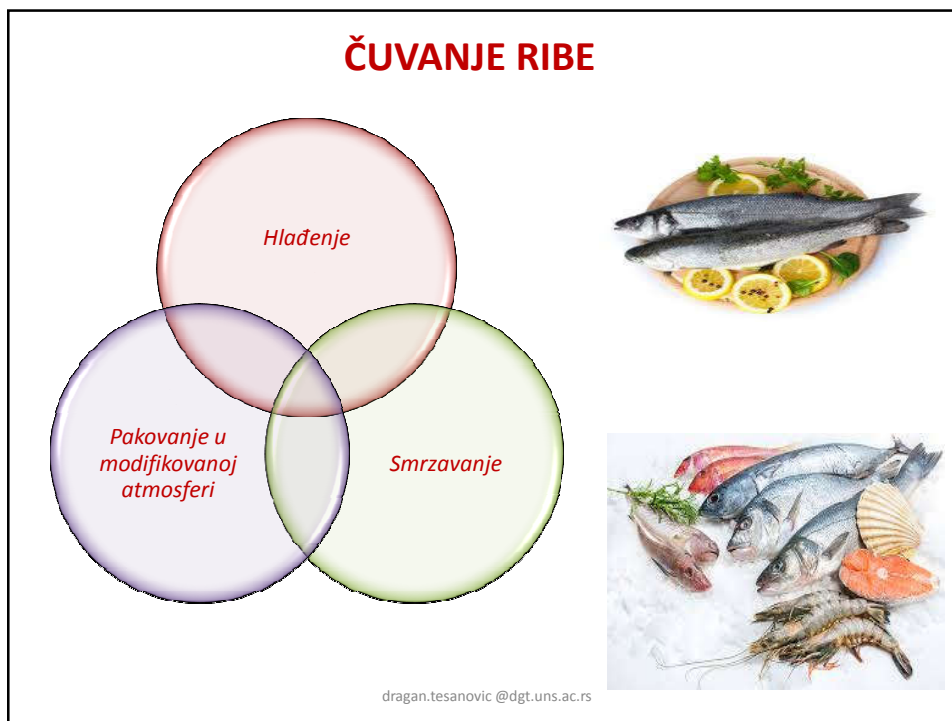 ČUVANJE RIBE
Hlađenje
Pakovanje u
modifikovanoj
atmosferi
Smrzavanje
dragan.tesanovic @dgt.uns.ac.rs